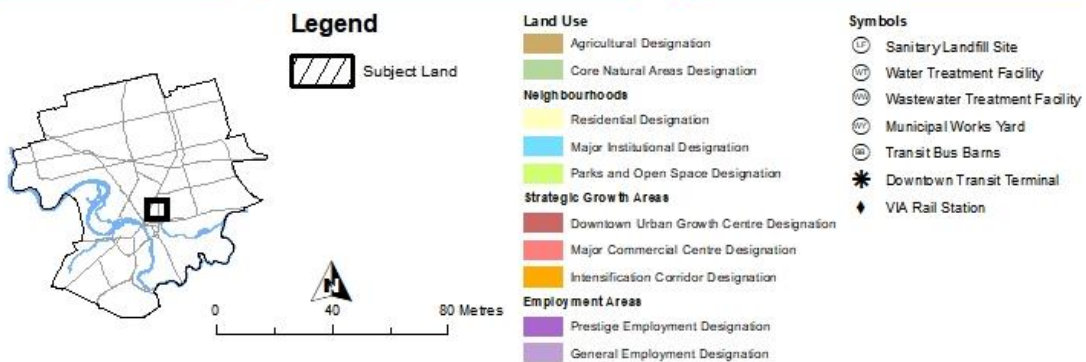 Legend
Subject Land
N
0 40 80 Metres
Land Use
Agricultural Designation
Core Natural Areas Designation
Neighbourhoods
Residential Designation
Major Institutional Designation
Parks and Open Space Designation
Strategic Growth Areas
Downtown Urban Growth Centre Designation
Major Commercial Centre Designation
Intensification Corridor Designation
Employment Areas
Prestige Employment Designation
General Employment Designation
Symbols
LF Sanitary Landfill Site
WT Water Treatment Facility
WW Wastewater Treatment Facility
WY Municipal Works Yard
BB Transit Bus Barns
Downtown Transit Terminal
VIA Rail Station